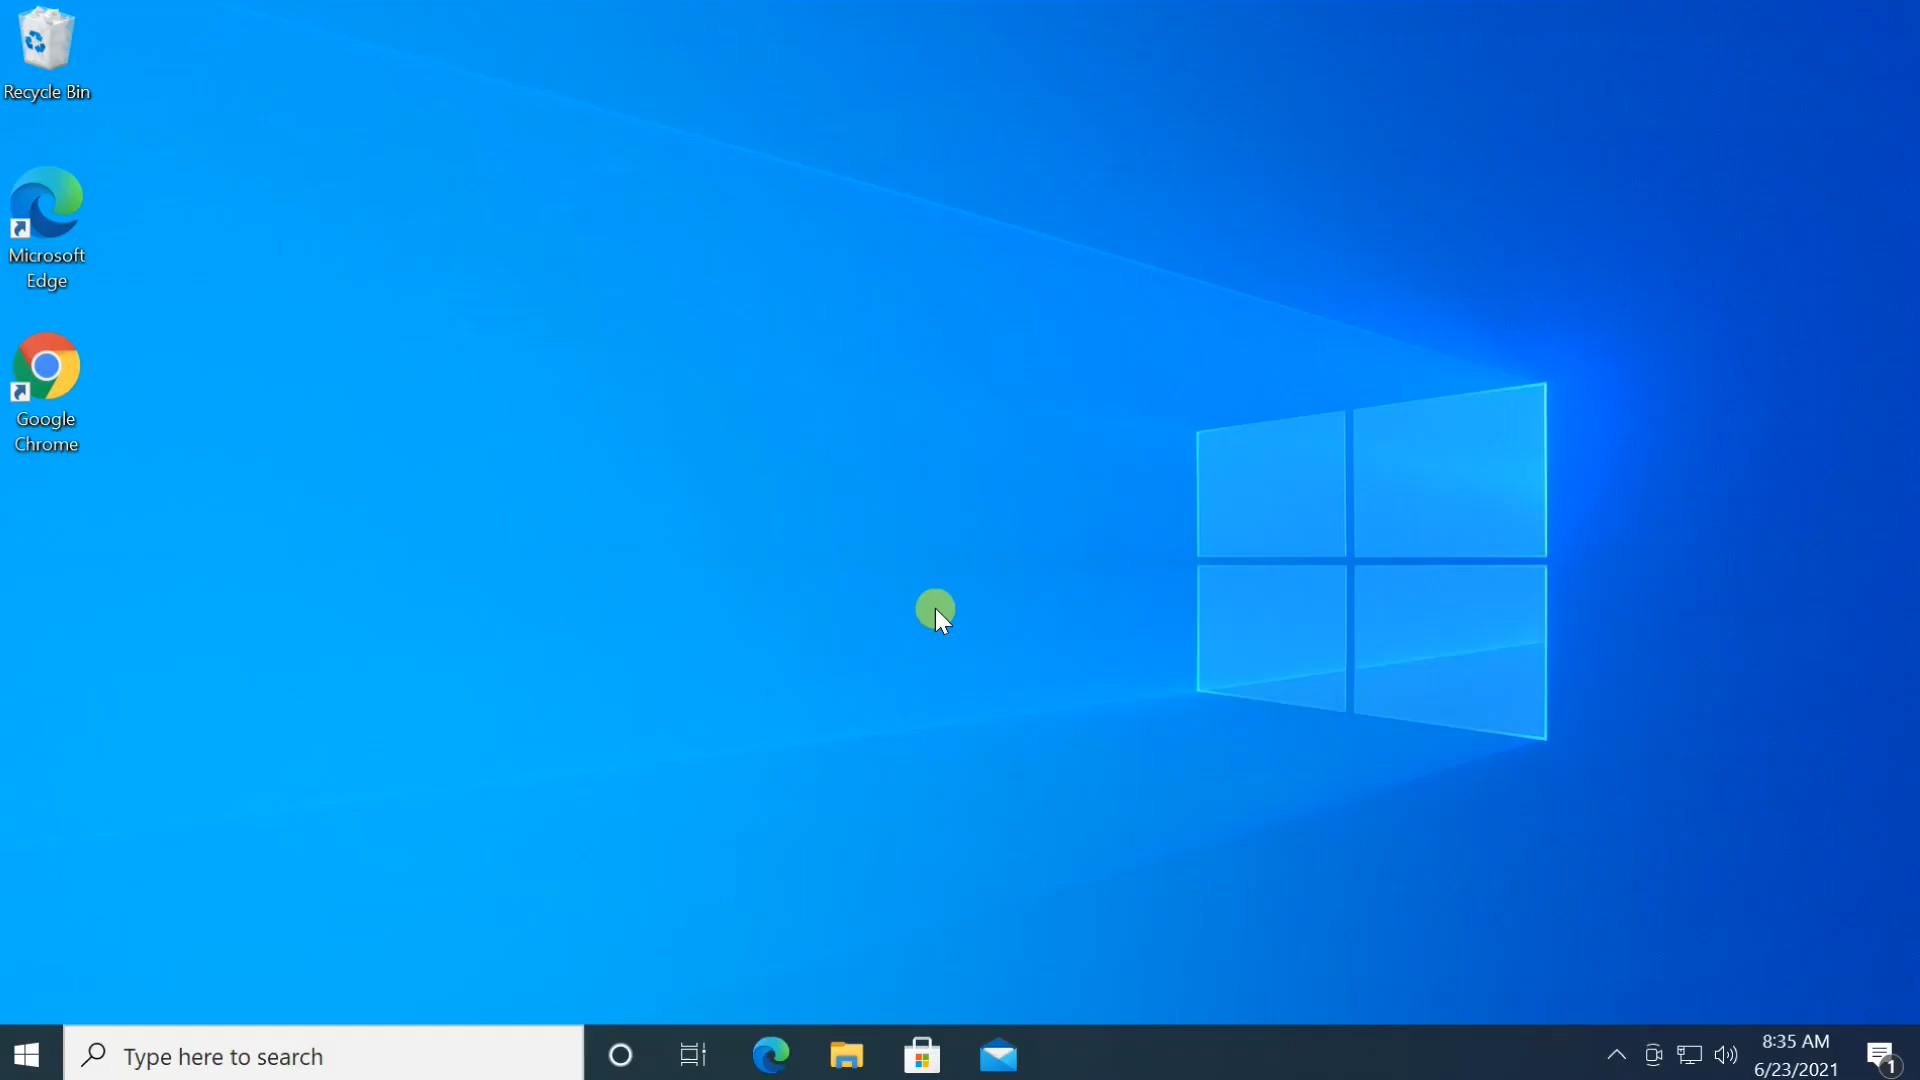 Recycle Bin
Microsoft
Edge
Google
Chrome
Type here to search
8:35 AM
6/23/2021
1